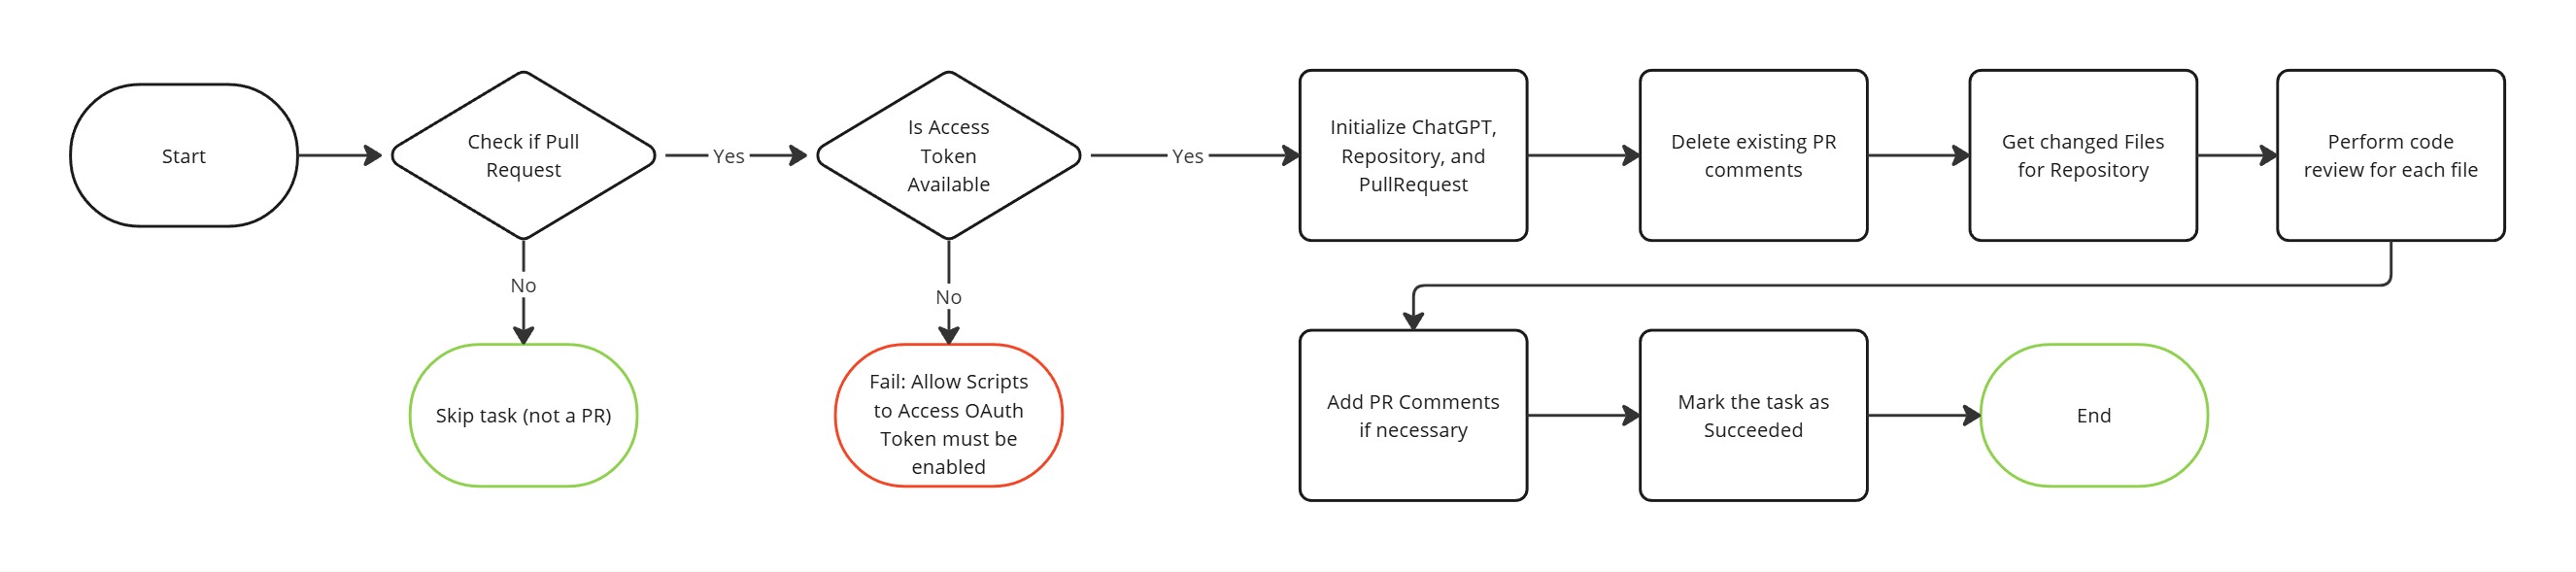 Start
Check if Pull
Request
Yes
Is Access
Token
Available
Yes
Initialize ChatGPT,
Repository, and
PullRequest
Delete existing PR
comments
Get changed Files
for Repository
Perform code
review for each file
No
Skip task (not a PR)
No
Fail: Allow Scripts
to Access OAuth
Token must be
enabled
Add PR Comments
if necessary
Mark the task as
Succeeded
End